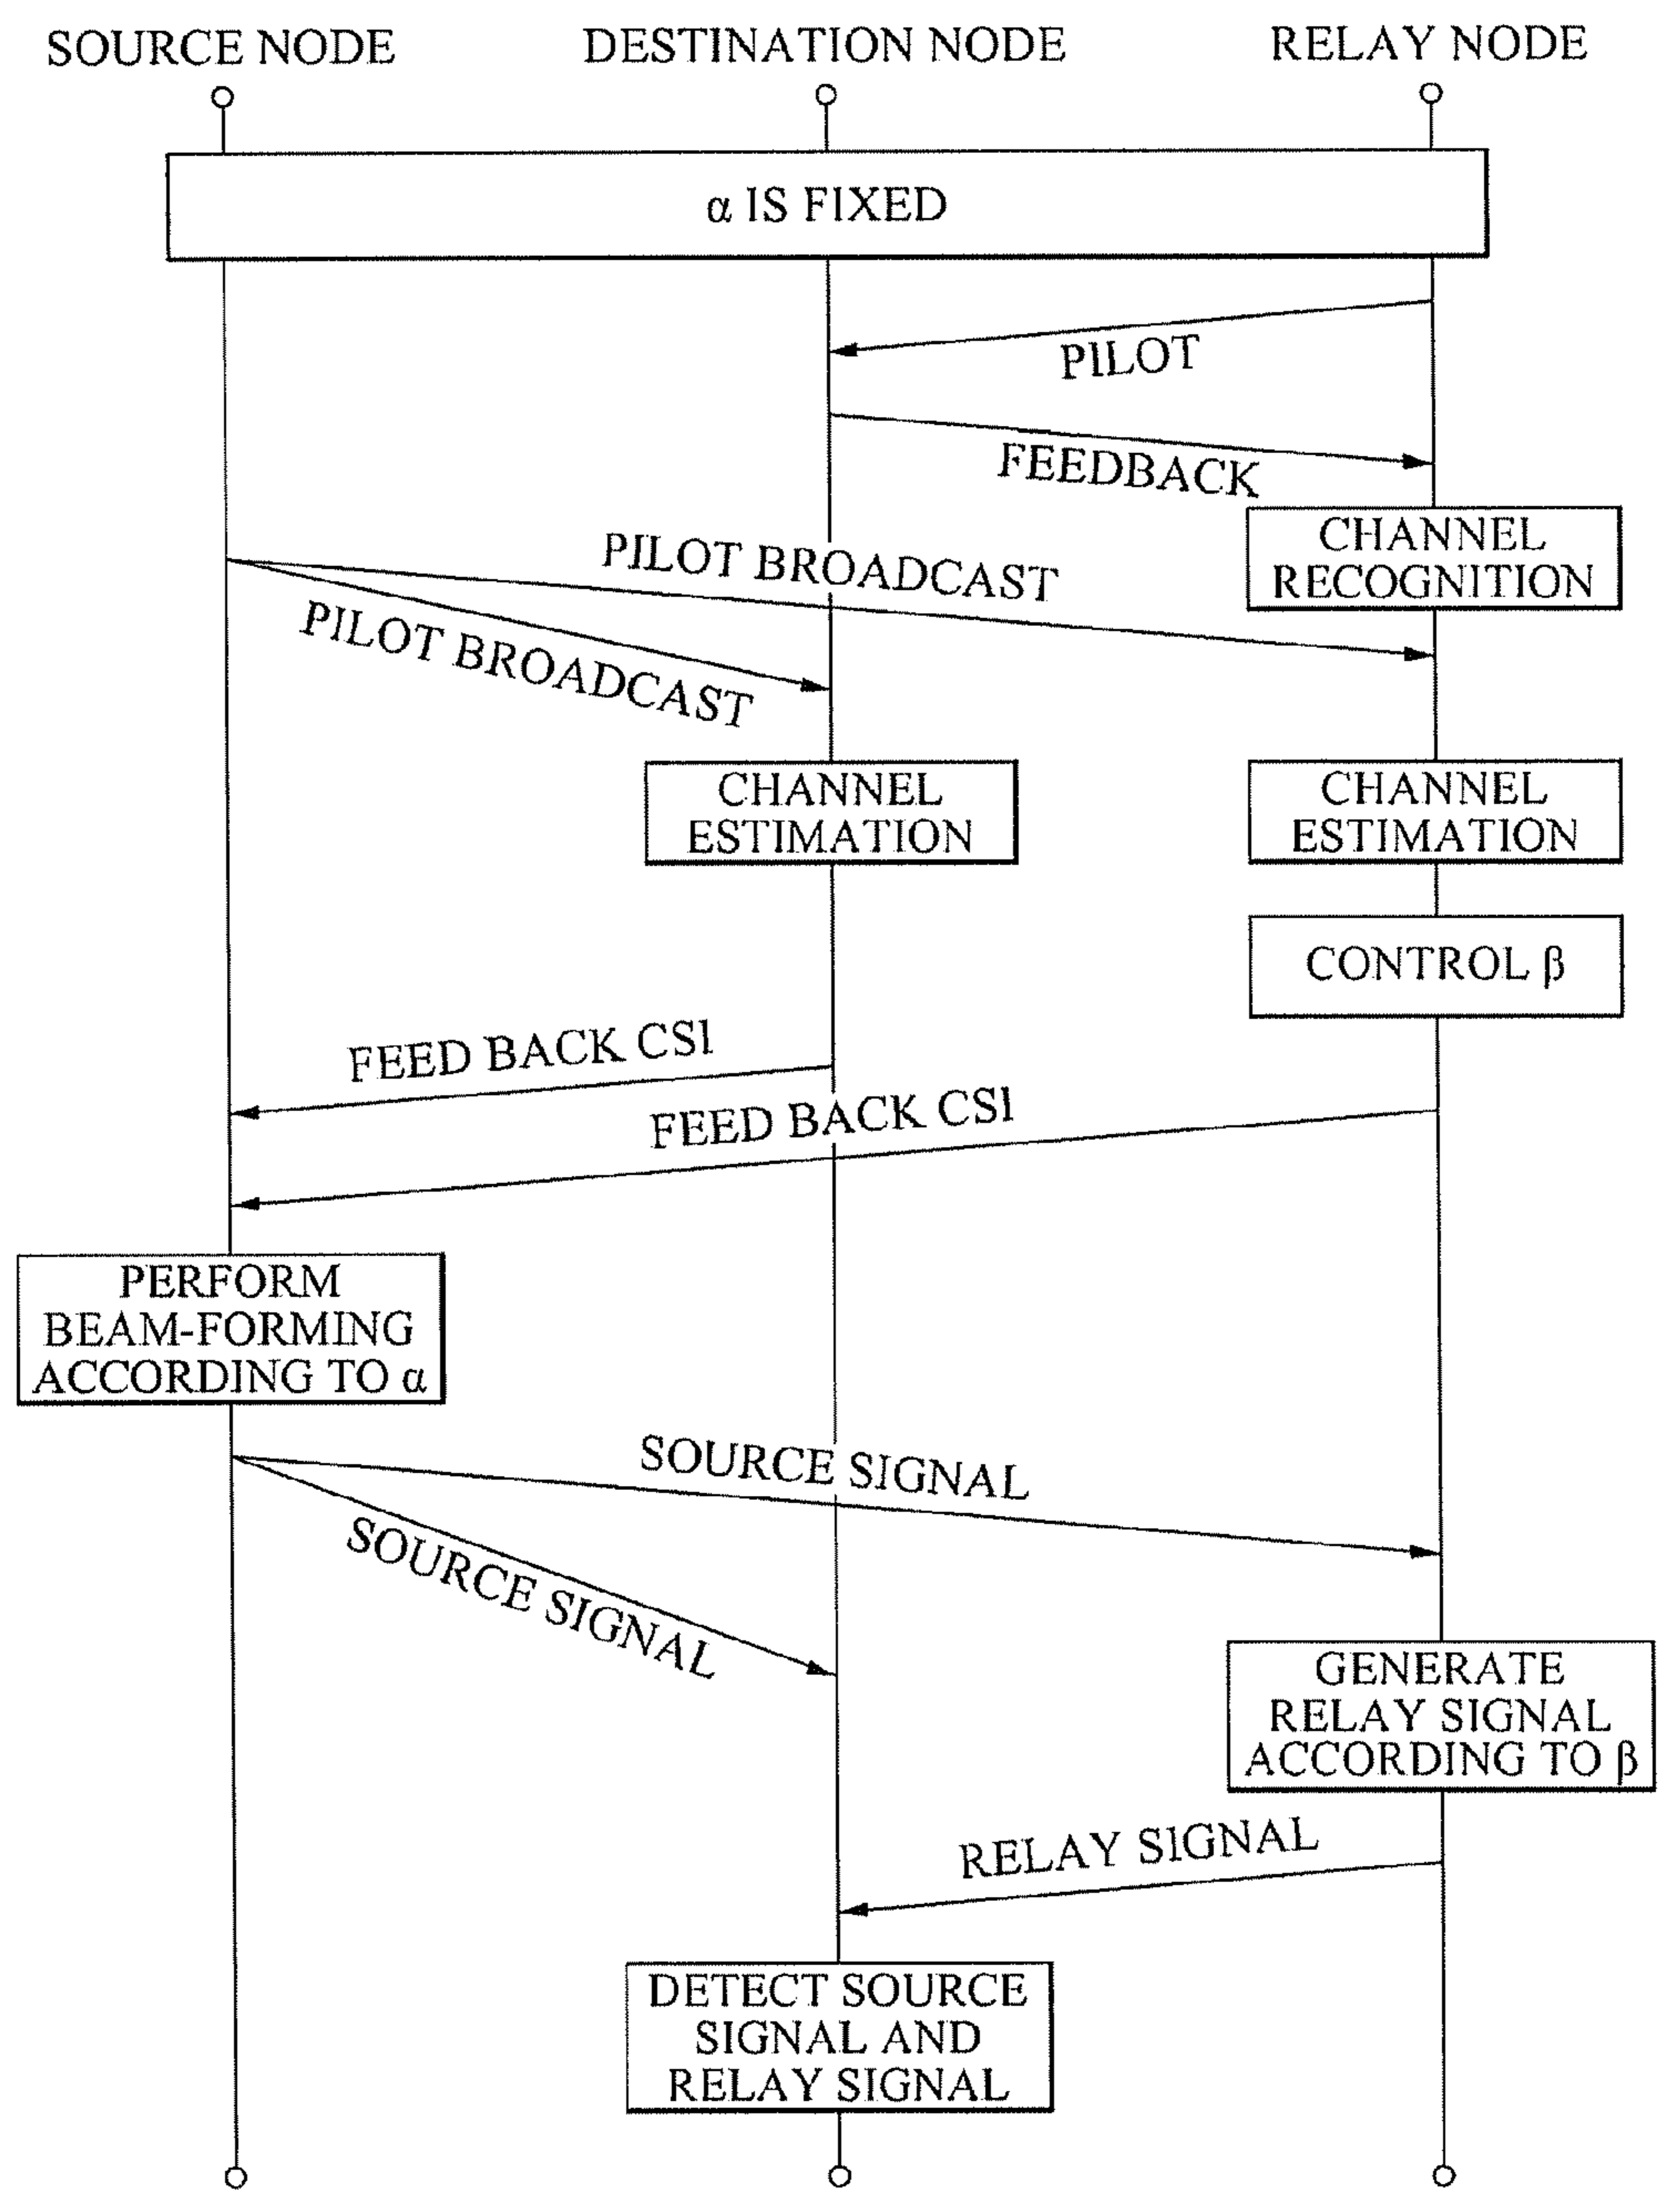 SOURCE NODE
DESTINATION NODE
RELAY NODE
α IS FIXED
PILOT
FEEDBACK
CHANNEL
RECOGNITION
PILOT BROADCAST
PILOT BROADCAST
CHANNEL
ESTIMATION
CHANNEL
ESTIMATION
CONTROL β
FEED BACK CSI
FEED BACK CSI
PERFORM
BEAM-FORMING
ACCORDING TO α
SOURCE SIGNAL
SOURCE SIGNAL
GENERATE
RELAY SIGNAL
ACCORDING TO β
RELAY SIGNAL
DETECT SOURCE
SIGNAL AND
RELAY SIGNAL